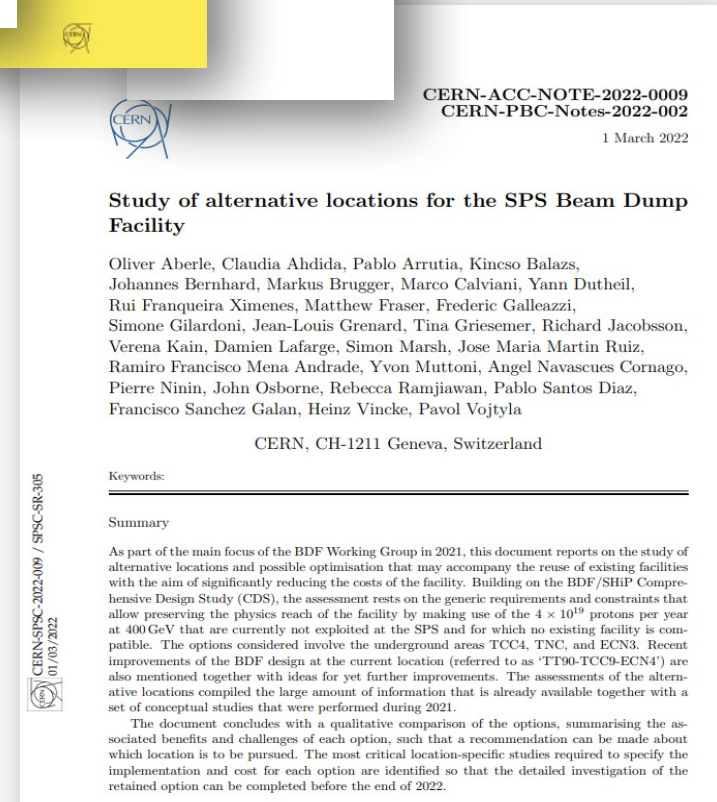 CERN
CERN-ACC-NOTE-2022-0009
CERN-PBC-Notes-2022-002
CERN
1 March 2022
Study of alternative locations for the SPS Beam Dump
Facility
Oliver Aberle, Claudia Ahdida, Pablo Arrutia, Kincso Balazs,
Johannes Bernhard, Markus Brugger, Marco Calviani, Yann Dutheil,
Rui Franqueira Ximenes, Matthew Fraser, Frederic Galleazzi,
Simone Gilardoni, Jean-Louis Grenard, Tina Griesemer, Richard Jacobsson,
Verena Kain, Damien Lafarge, Simon Marsh, Jose Maria Martin Ruiz,
Ramiro Francisco Mena Andrade, Yvon Muttoni, Angel Navascues Cornago,
Pierre Ninin, John Osborne, Rebecca Ramjiawan, Pablo Santos Diaz,
Francisco Sanchez Galan, Heinz Vincke, Pavol Vojtyla
CERN, CH-1211 Geneva, Switzerland
Keywords:
Summary
As part of the main focus of the BDF Working Group in 2021, this document reports on the study of
alternative locations and possible optimisation that may accompany the reuse of existing facilities
with the aim of significantly reducing the costs of the facility. Building on the BDF/SHiP Compre-
hensive Design Study (CDS), the assessment rests on the generic requirements and constraints that
allow preserving the physics reach of the facility by making use of the 4 × 10¹⁹ protons per year
at 400 GeV that are currently not exploited at the SPS and for which no existing facility is com-
patible. The options considered involve the underground areas TCC4, TNC, and ECN3. Recent
improvements of the BDF design at the current location (referred to as ‘TT90-TCC9-ECN4’) are
also mentioned together with ideas for yet further improvements. The assessments of the altern-
ative locations compiled the large amount of information that is already available together with a
set of conceptual studies that were performed during 2021.
The document concludes with a qualitative comparison of the options, summarising the as-
sociated benefits and challenges of each option, such that a recommendation can be made about
which location is to be pursued. The most critical location-specific studies required to specify the
implementation and cost for each option are identified so that the detailed investigation of the
retained option can be completed before the end of 2022.
CERN-SPSC-2022-009 / SPSC-SR-305
01/03/2022
CERN